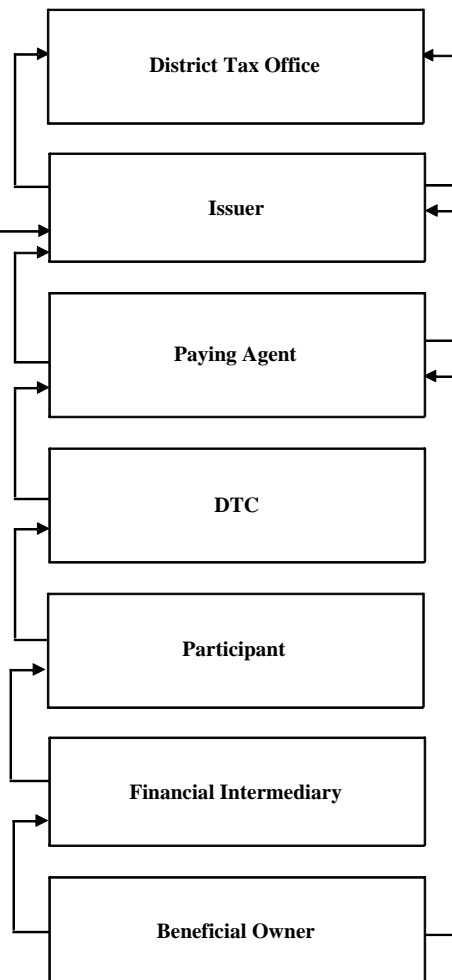 District Tax Office
Issuer
Paying Agent
DTC
Participant
Financial Intermediary
Beneficial Owner